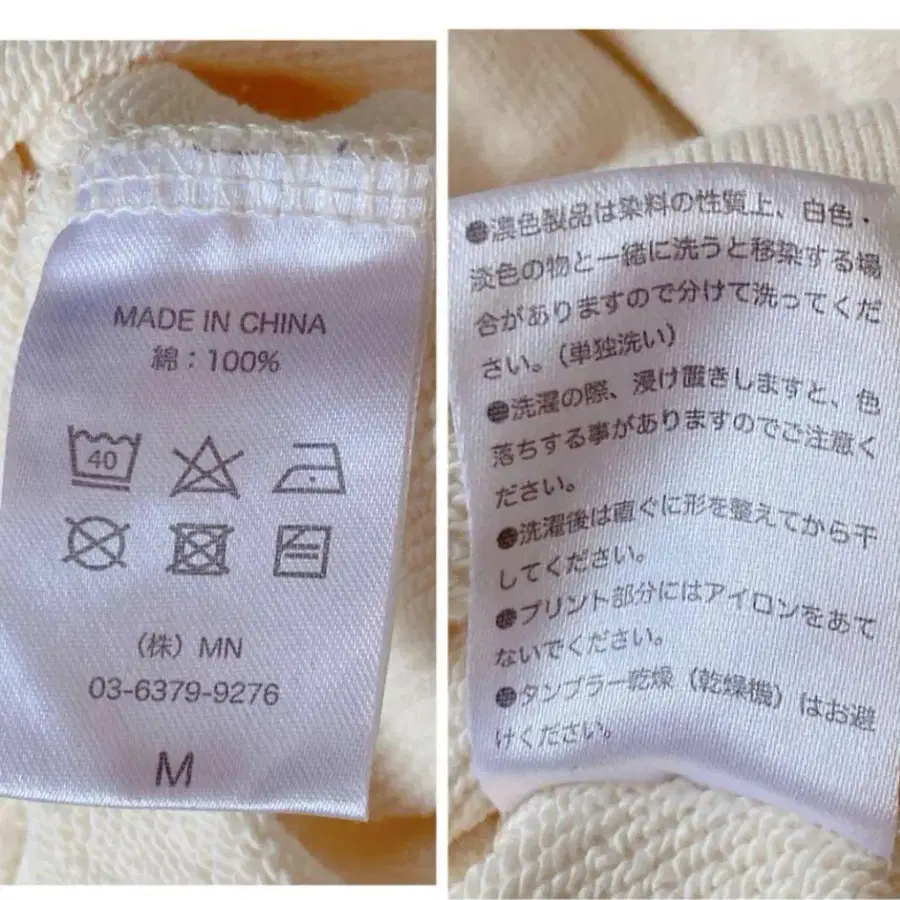 MADE IN CHINA
綿：100%
40
（株）MN
03-6379-9276
M
●濃色製品は染料の性質上、白色・
淡色の物と一緒に洗うと移染する場
合がありますので分けて洗ってくだ
さい。（単独洗い）
●洗濯の際、浸け置きしますと、色
落ちする事がありますのでご注意く
ださい。
●洗濯後は直ぐに形を整えてから干
してください。
●プリント部分にはアイロンをあて
ないでください。
●タンブラー乾燥（乾燥機）はお避
けください。